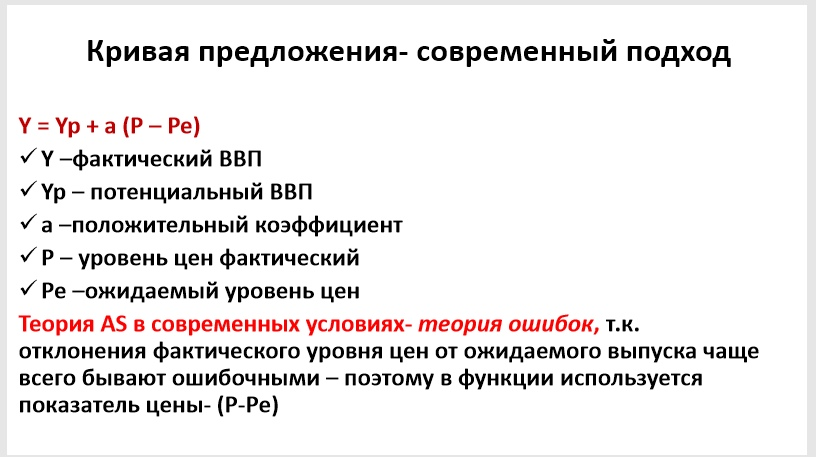 Кривая предложения- современный подход
Y = Yp + a (P – Pe)
✓ Y –фактический ВВП
✓ Yp – потенциальный ВВП
✓ a –положительный коэффициент
✓ P – уровень цен фактический
✓ Pe –ожидаемый уровень цен
Теория AS в современных условиях- теория ошибок, т.к.
отклонения фактического уровня цен от ожидаемого выпуска чаще
всего бывают ошибочными – поэтому в функции используется
показатель цены- (P-Pe)